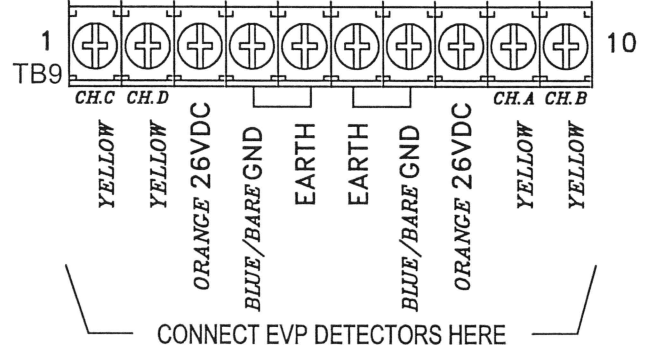 1
10
TB9
CH.C
CH.D
CH.A
CH.B
YELLOW
YELLOW
ORANGE 26VDC
BLUE/BARE GND
EARTH
EARTH
BLUE/BARE GND
ORANGE 26VDC
YELLOW
YELLOW
CONNECT EVP DETECTORS HERE